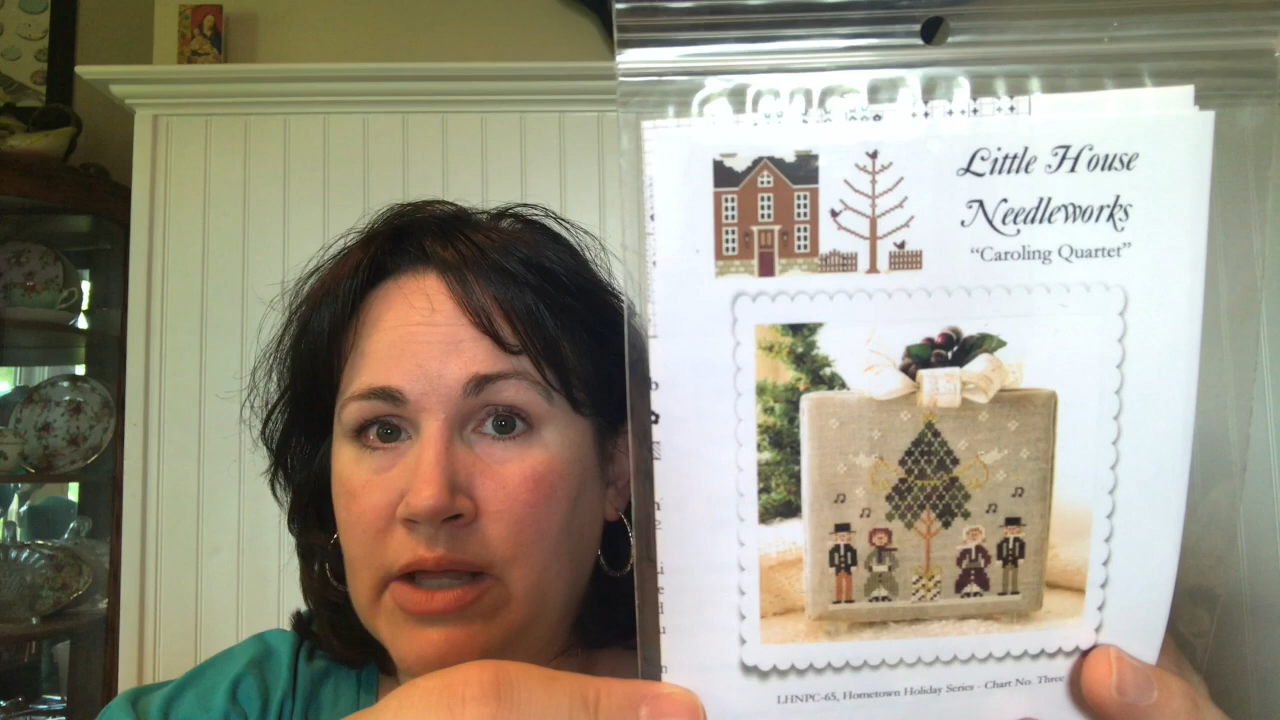 Little House
Needleworks
“Caroling Quartet”
LHNPC-65, Hometown Holiday Series - Chart No. Three